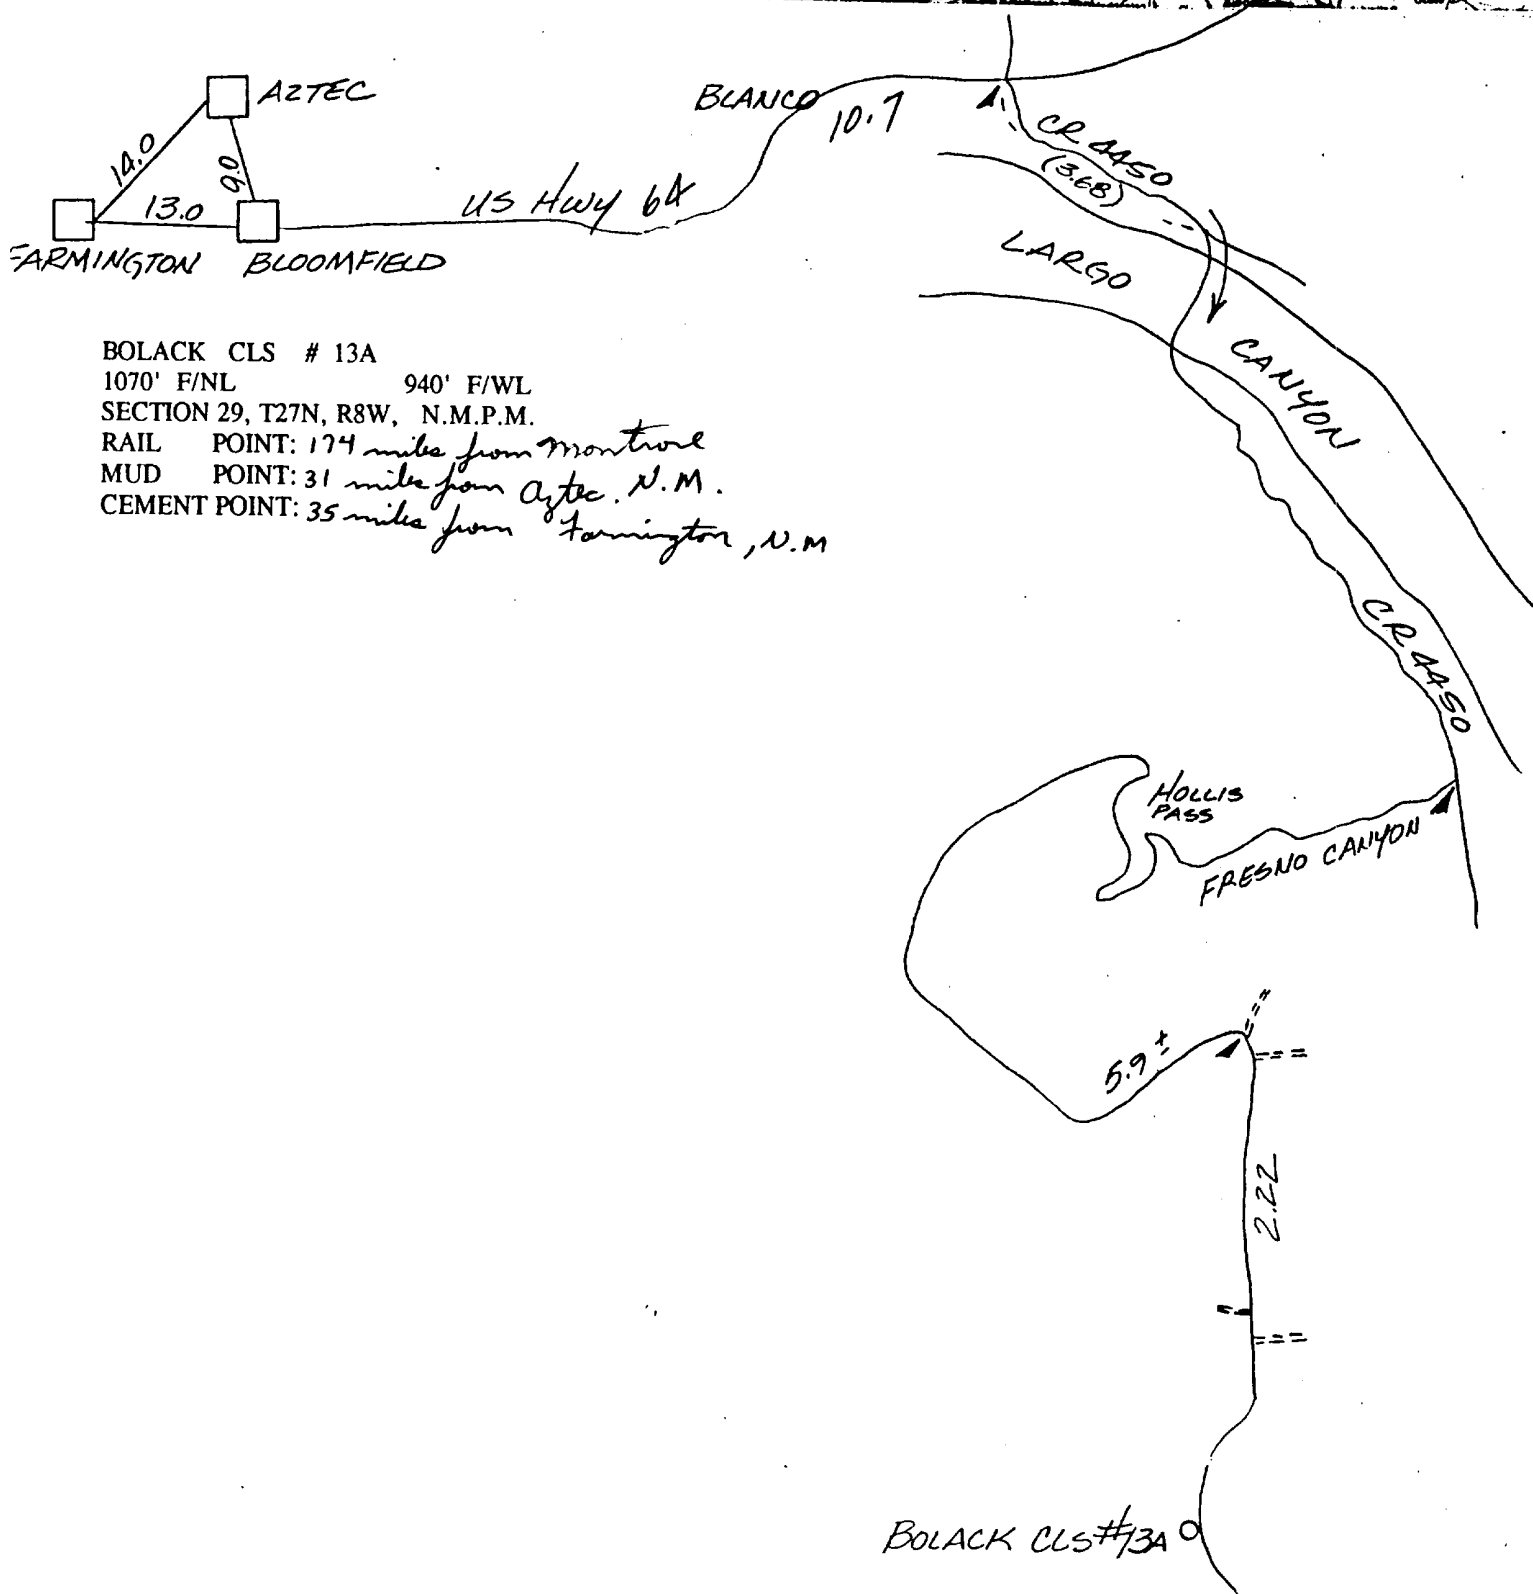 AZTEC
BLANCO
10.7
14.0
9.0
13.0
US Hwy 64
FARMINGTON BLOOMFIELD
CR 4450
(3.68)
LARGO
CANYON
BOLACK CLS # 13A
1070' F/NL 940' F/WL
SECTION 29, T27N, R8W, N.M.P.M.
RAIL POINT: 174 miles from Montrose
MUD POINT: 31 miles from Aztec. N.M.
CEMENT POINT: 35 miles from Farmington, N.M
CR 4450
HOLLIS
PASS
FRESNO CANYON
5.9 ±
2.22
BOLACK CLS #13A